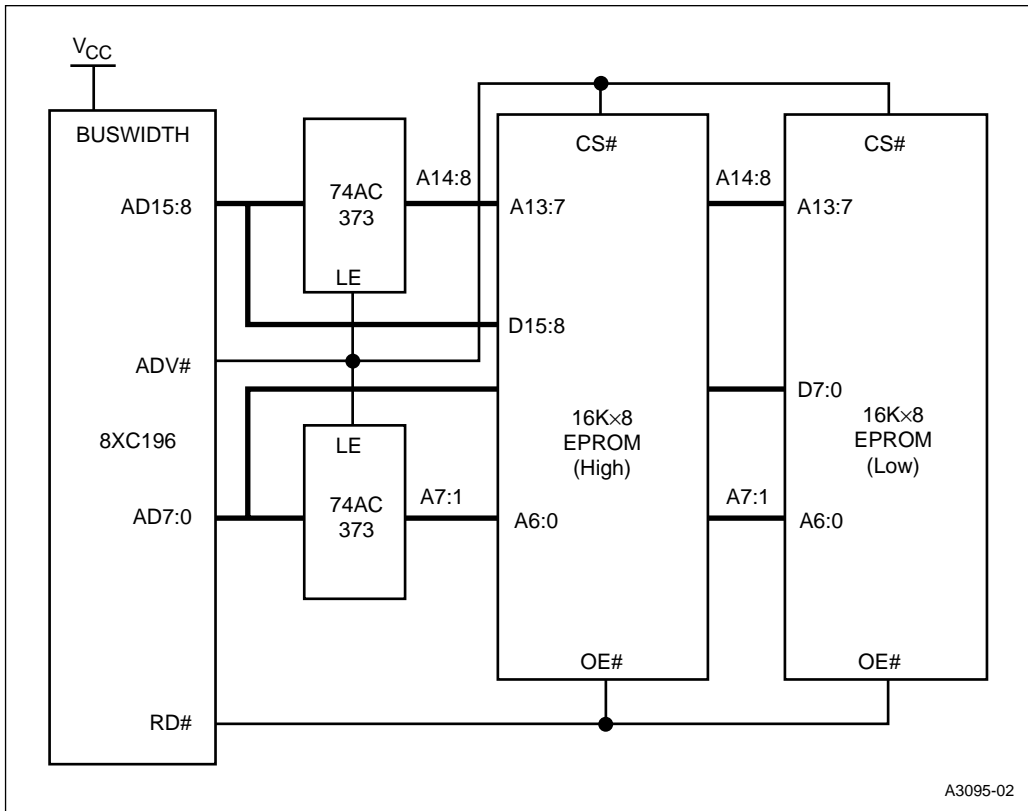 VCC
BUSWIDTH
AD15:8
ADV#
8XC196
AD7:0
RD#
74AC
373
LE
A14:8
LE
74AC
373
A7:1
CS#
A13:7
D15:8
16K×8
EPROM
(High)
A6:0
OE#
A14:8
A7:1
CS#
A13:7
D7:0
16K×8
EPROM
(Low)
A6:0
OE#
A3095-02